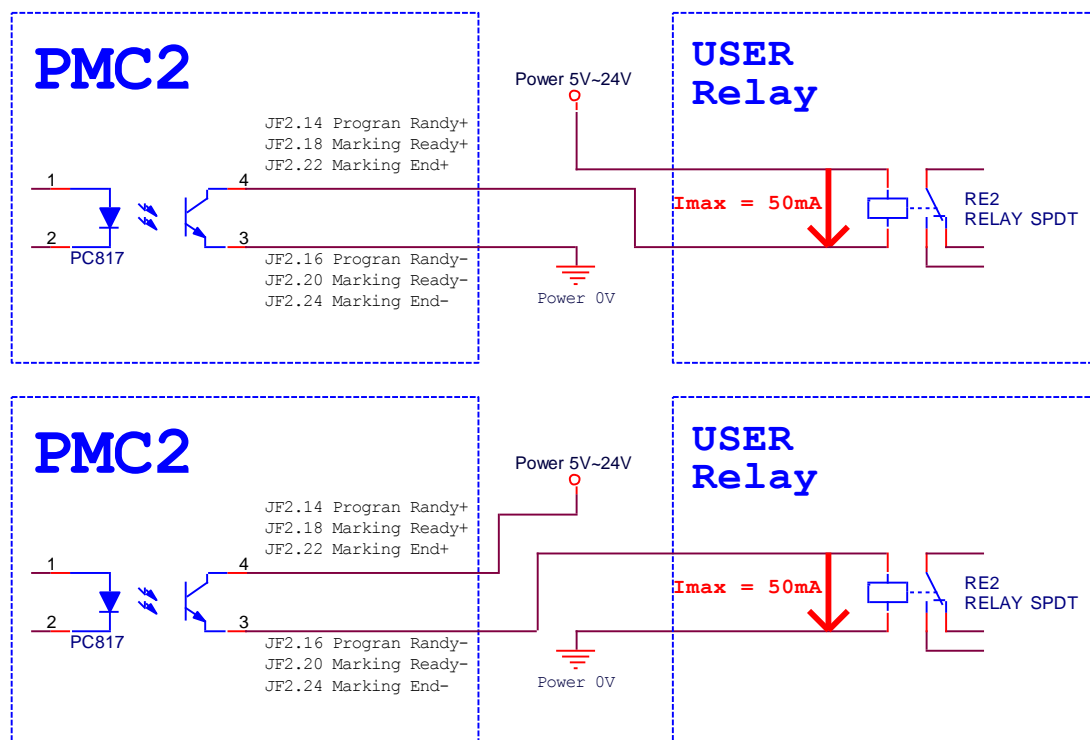 PMC2
USER
Relay
Power 5V~24V
JF2.14 Progran Randy+
JF2.18 Marking Ready+
JF2.22 Marking End+
1
4
Imax = 50mA
RE2
RELAY SPDT
2
3
PC817
JF2.16 Progran Randy-
JF2.20 Marking Ready-
JF2.24 Marking End-
Power 0V
PMC2
USER
Relay
Power 5V~24V
JF2.14 Progran Randy+
JF2.18 Marking Ready+
JF2.22 Marking End+
1
4
Imax = 50mA
RE2
RELAY SPDT
2
3
PC817
JF2.16 Progran Randy-
JF2.20 Marking Ready-
JF2.24 Marking End-
Power 0V